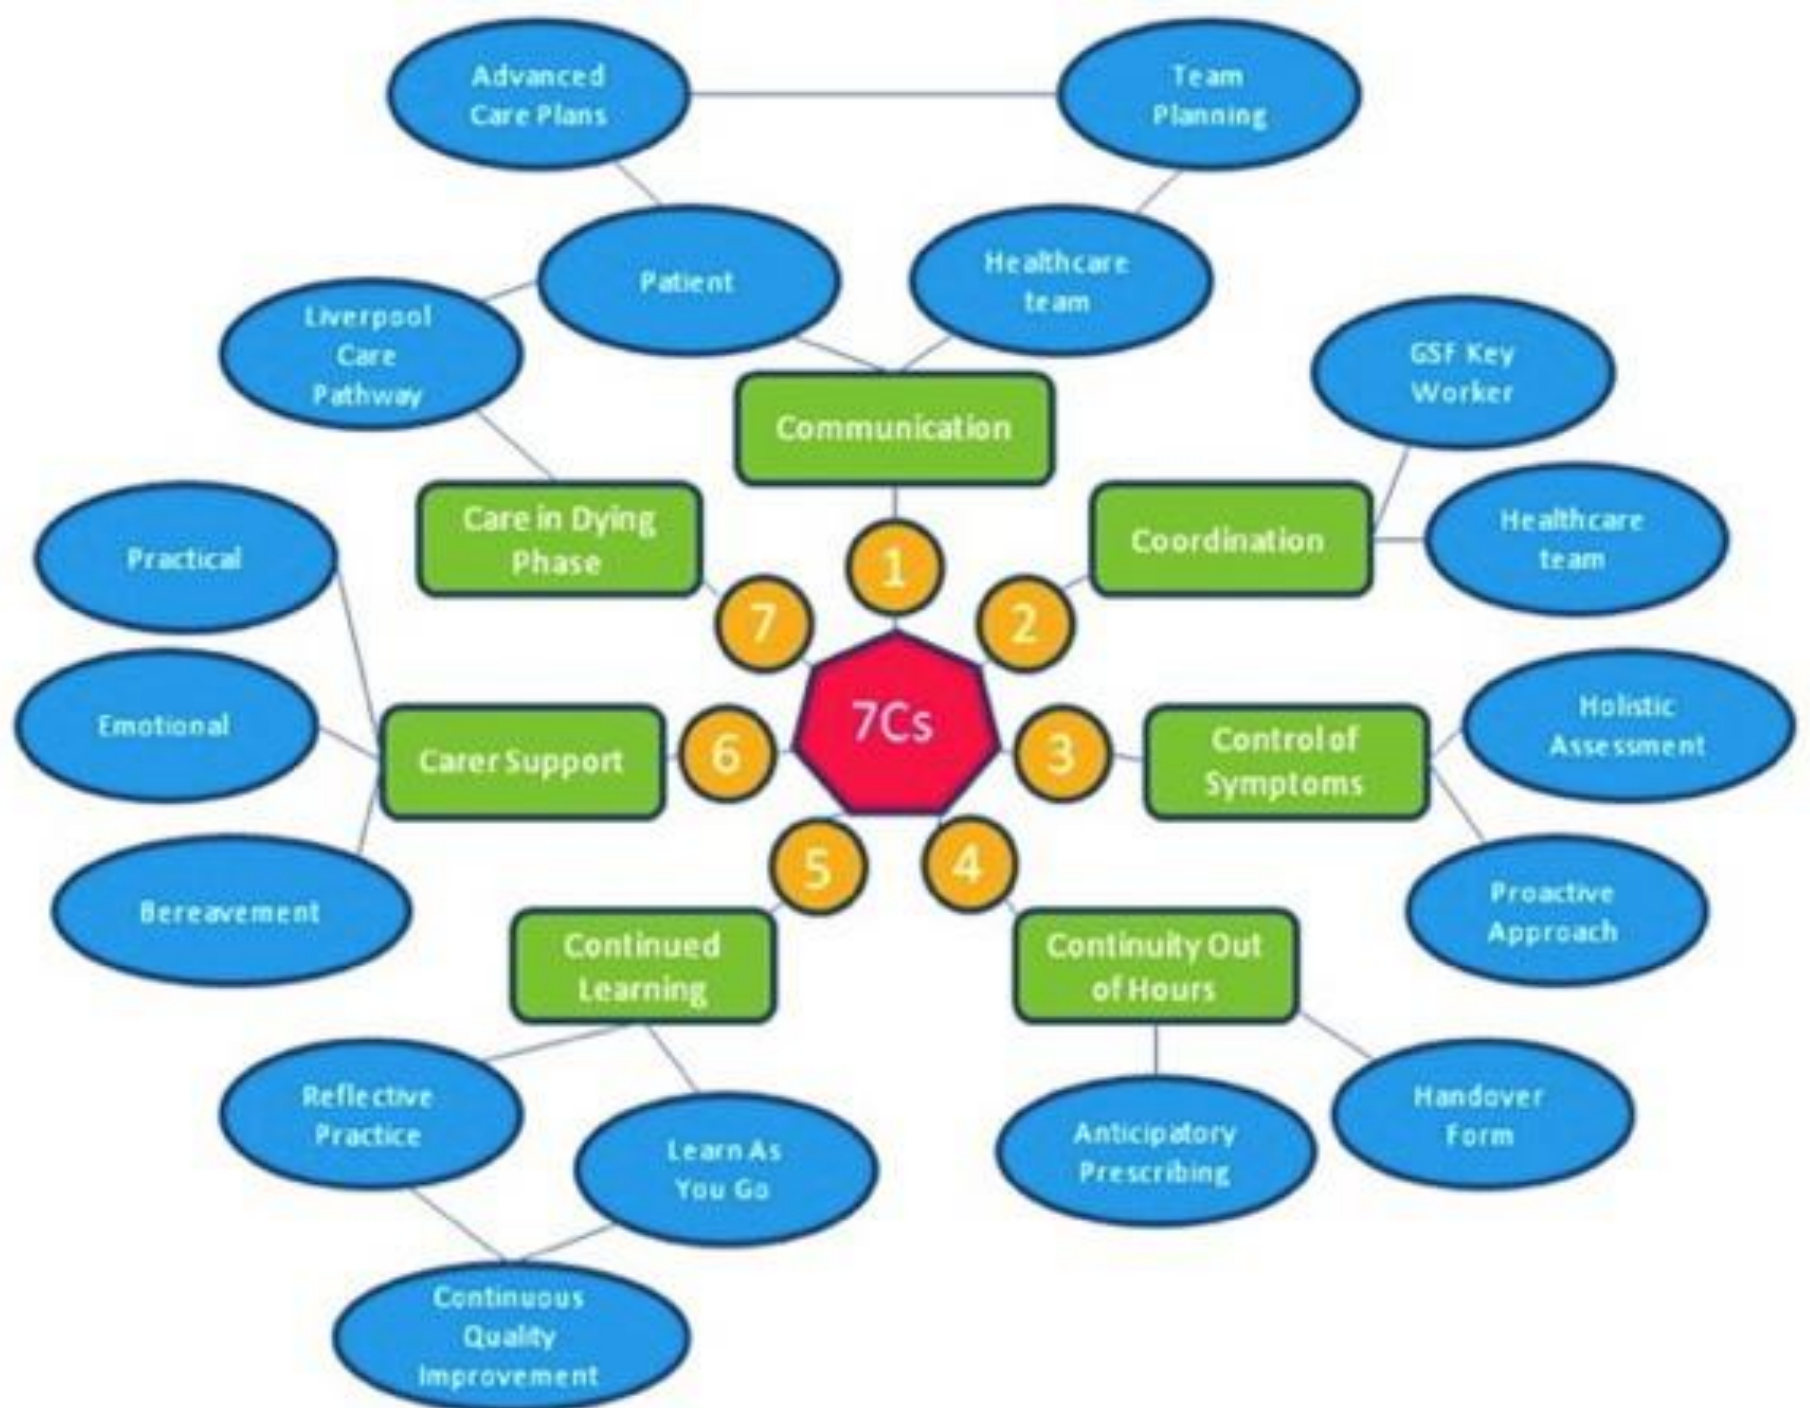 Advanced
Care Plans
Team
Planning
Patient
Healthcare
team
Liverpool
Care
Pathway
GSF Key
Worker
Communication
Care in Dying
Phase
Coordination
Healthcare
team
Practical
1
7
2
Emotional
Carer Support
6
7Cs
3
Control of
Symptoms
Holistic
Assessment
5
4
Bereavement
Proactive
Approach
Continued
Learning
Continuity Out
of Hours
Reflective
Practice
Learn As
You Go
Anticipatory
Prescribing
Handover
Form
Continuous
Quality
Improvement